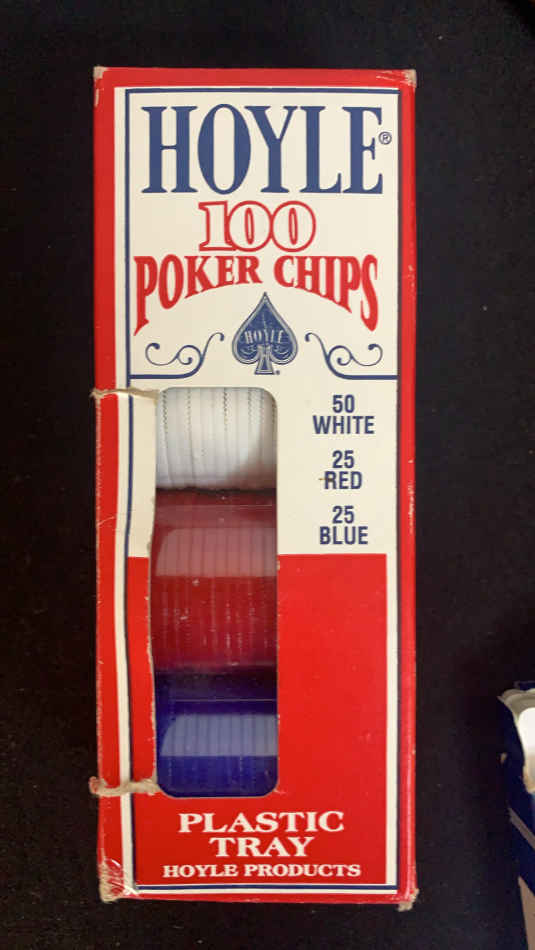 HOYLE®
100
POKER CHIPS
HOYLE
50
WHITE
25
RED
25
BLUE
PLASTIC
TRAY
HOYLE PRODUCTS